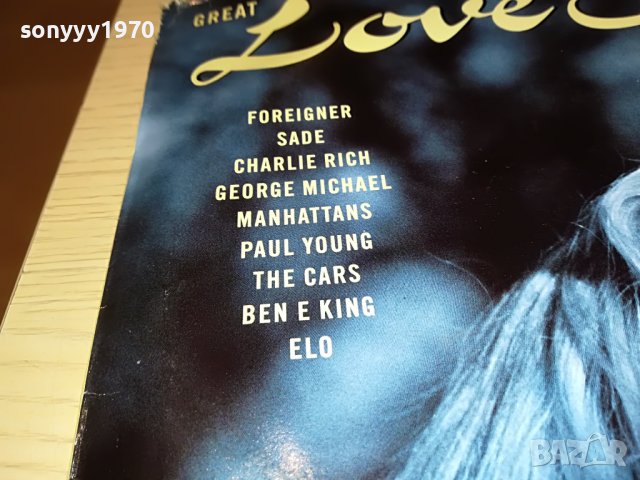 sonyyy1970
GREAT
Love
FOREIGNER
SADE
CHARLIE RICH
GEORGE MICHAEL
MANHATTANS
PAUL YOUNG
THE CARS
BEN E KING
ELO
BAZAR